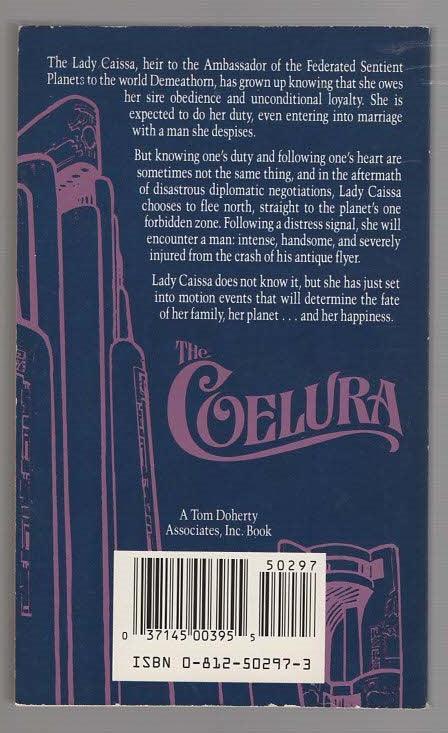 The Lady Caissa, heir to the Ambassador of the Federated Sentient
Planets to the world Demeathorn, has grown up knowing that she owes
her sire obedience and unconditional loyalty. She is
expected to do her duty, even entering into marriage
with a man she despises.
But knowing one's duty and following one's heart are
sometimes not the same thing, and in the aftermath
of disastrous diplomatic negotiations, Lady Caissa
chooses to flee north, straight to the planet's one
forbidden zone. Following a distress signal, she will
encounter a man: intense, handsome, and severely
injured from the crash of his antique flyer.
Lady Caissa does not know it, but she has just set
into motion events that will determine the fate
of her family, her planet . . . and her happiness.
The
COELURA
A Tom Doherty
Associates, Inc. Book
50297
0 37145 00395 5
ISBN 0-812-50297-3